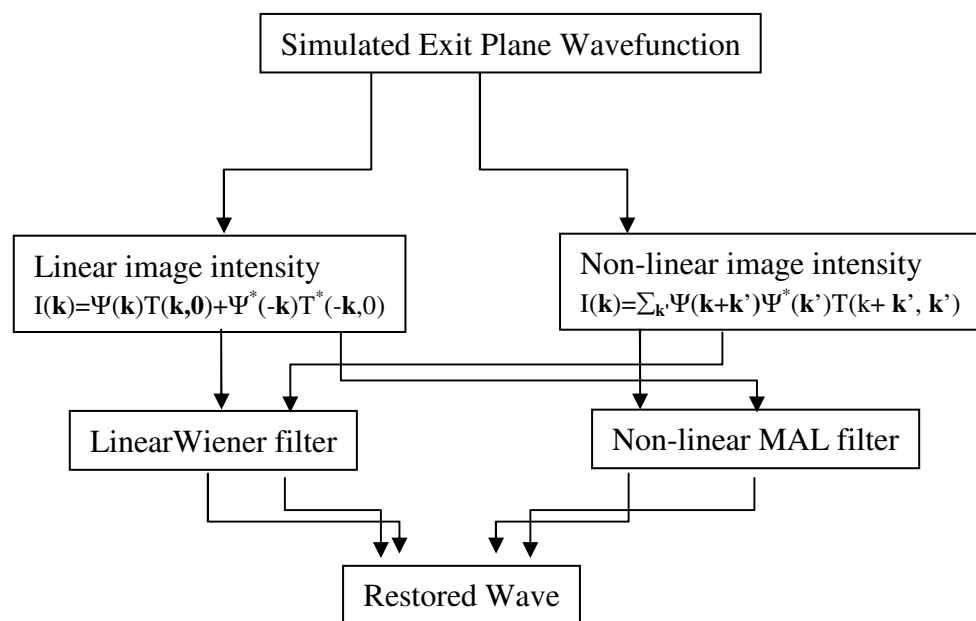 Simulated Exit Plane Wavefunction
Linear image intensity
I(k)=Ψ(k)T(k,0)+Ψ*(-k)T*(-k,0)
Non-linear image intensity
I(k)=∑k'Ψ(k+k’)Ψ*(k’)T(k+ k’, k’)
LinearWiener filter
Non-linear MAL filter
Restored Wave